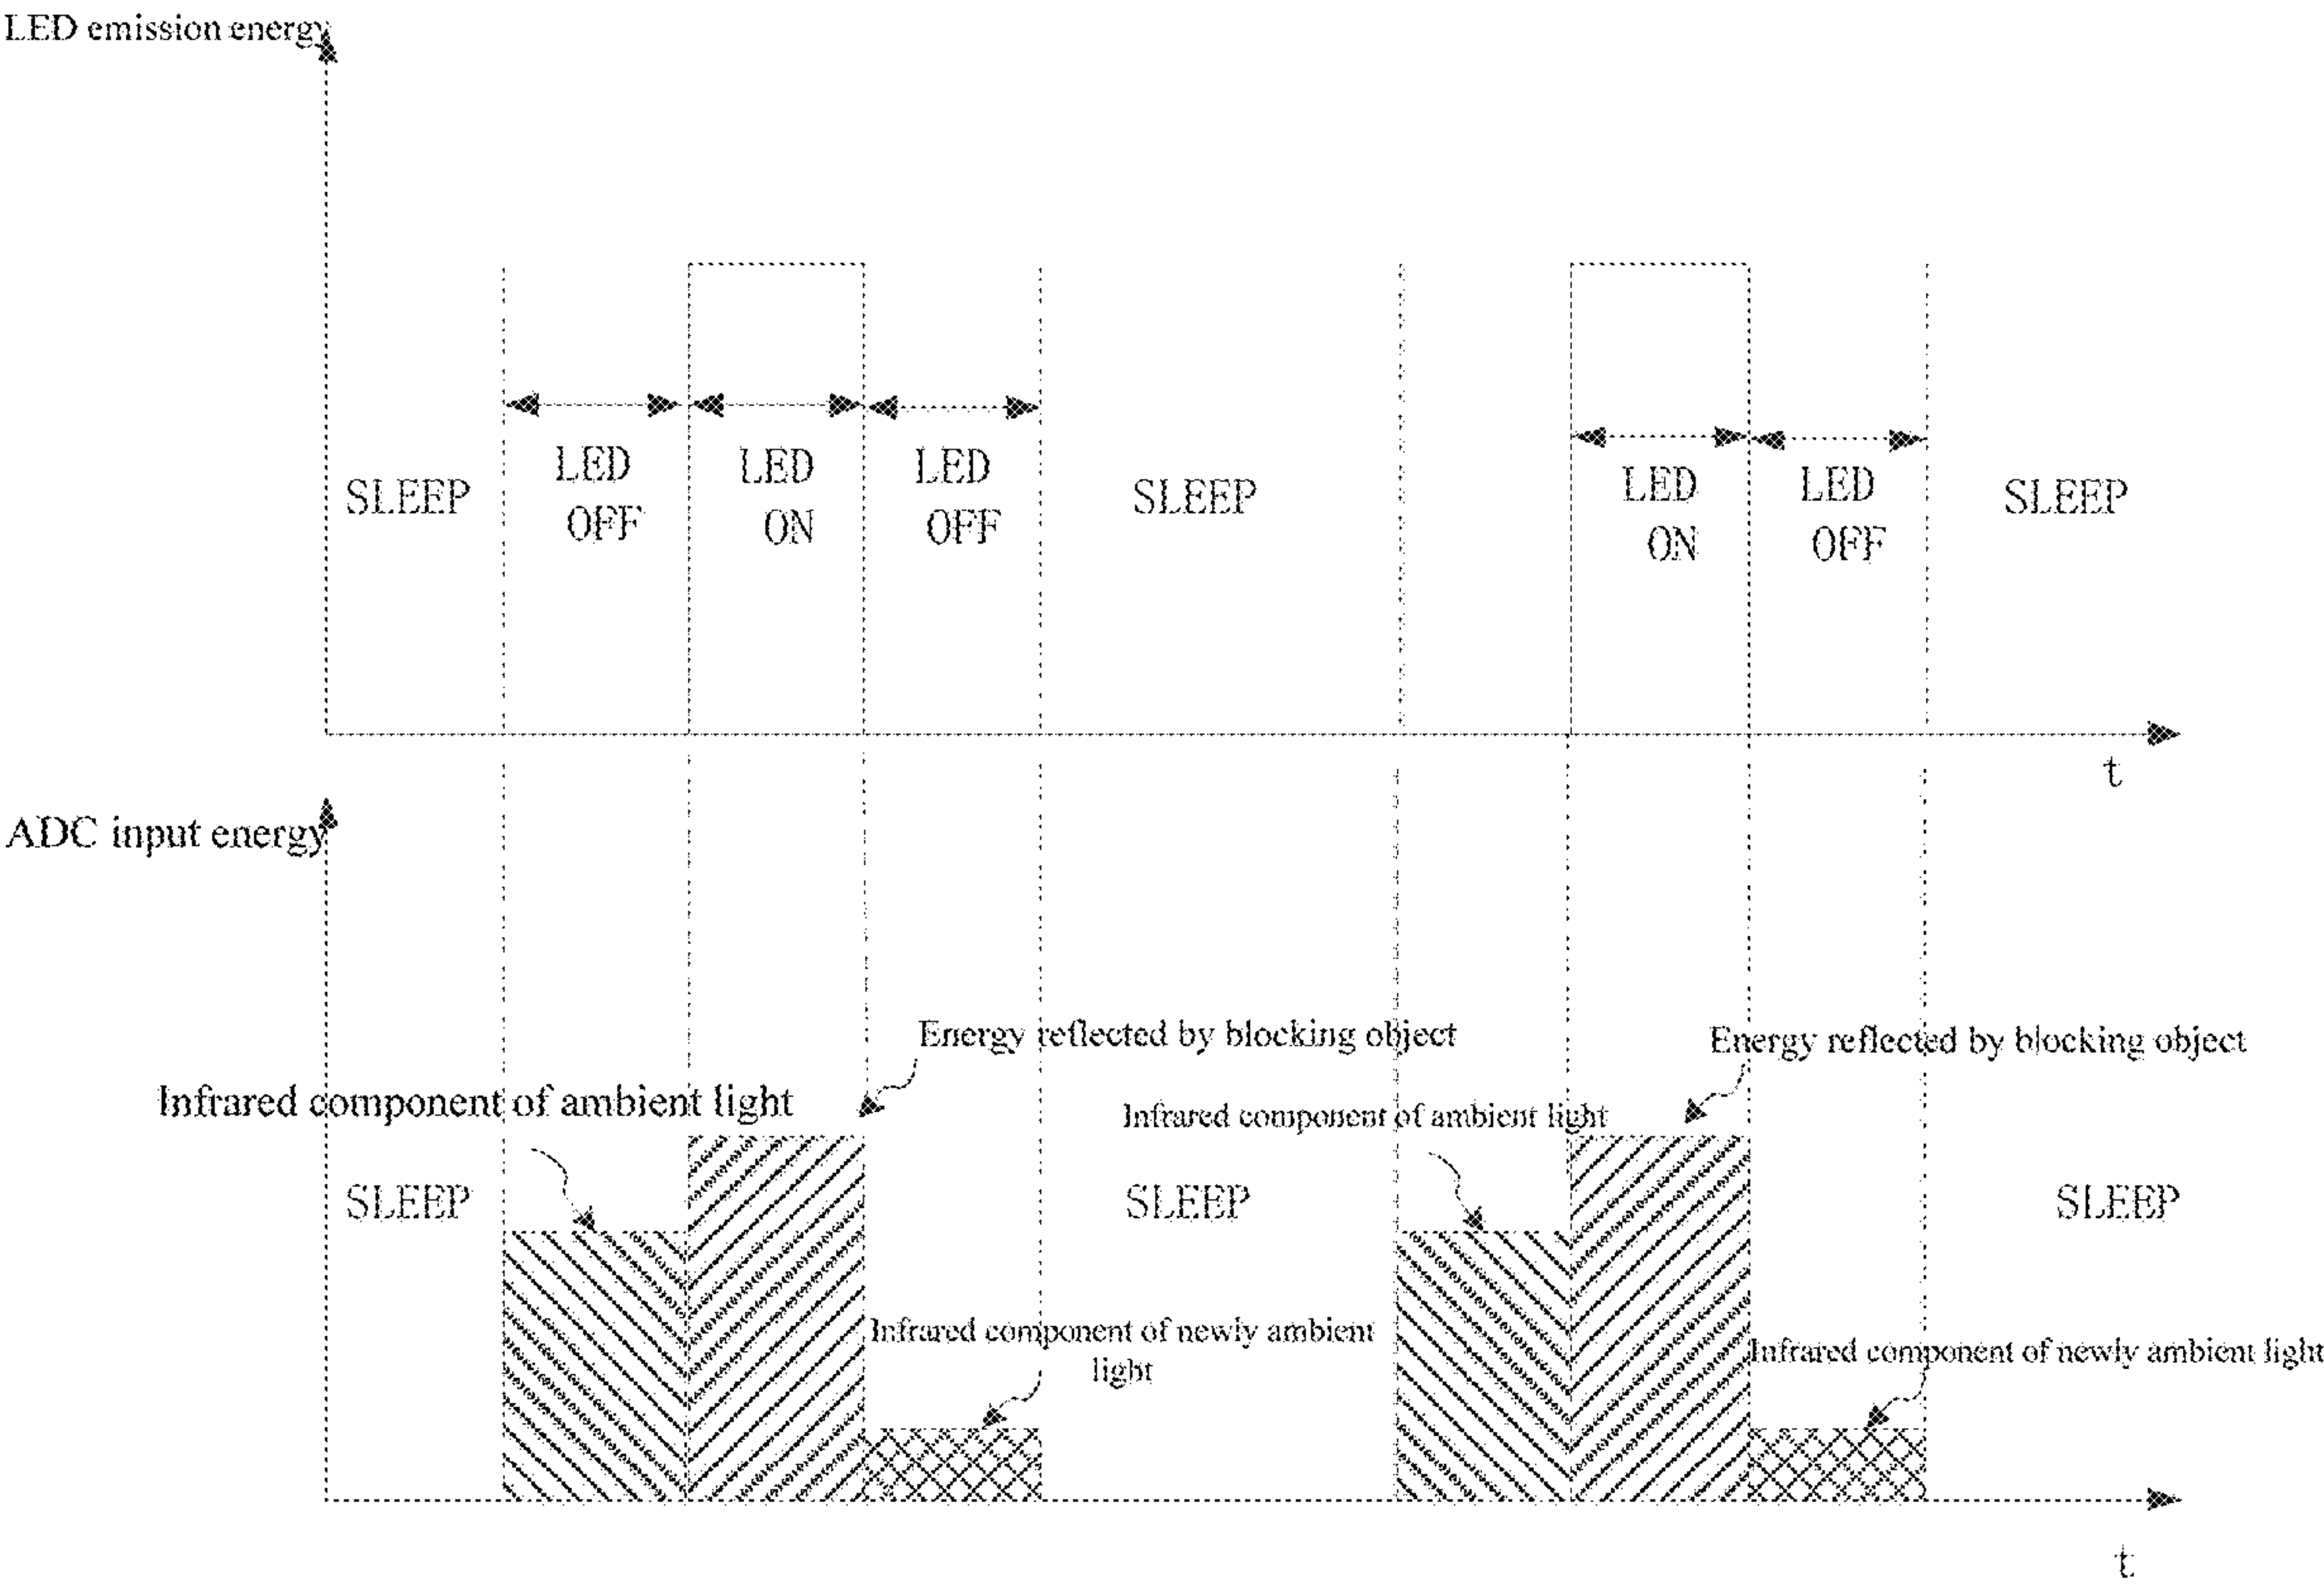 LED emission energy
LED
OFF
LED
ON
LED
OFF
LED
ON
LED
OFF
SLEEP
SLEEP
SLEEP
t
ADC input energy
Energy reflected by blocking object
Energy reflected by blocking object
Infrared component of ambient light
Infrared component of ambient light
SLEEP
SLEEP
SLEEP
Infrared component of newly ambient
light
Infrared component of newly ambient light
t